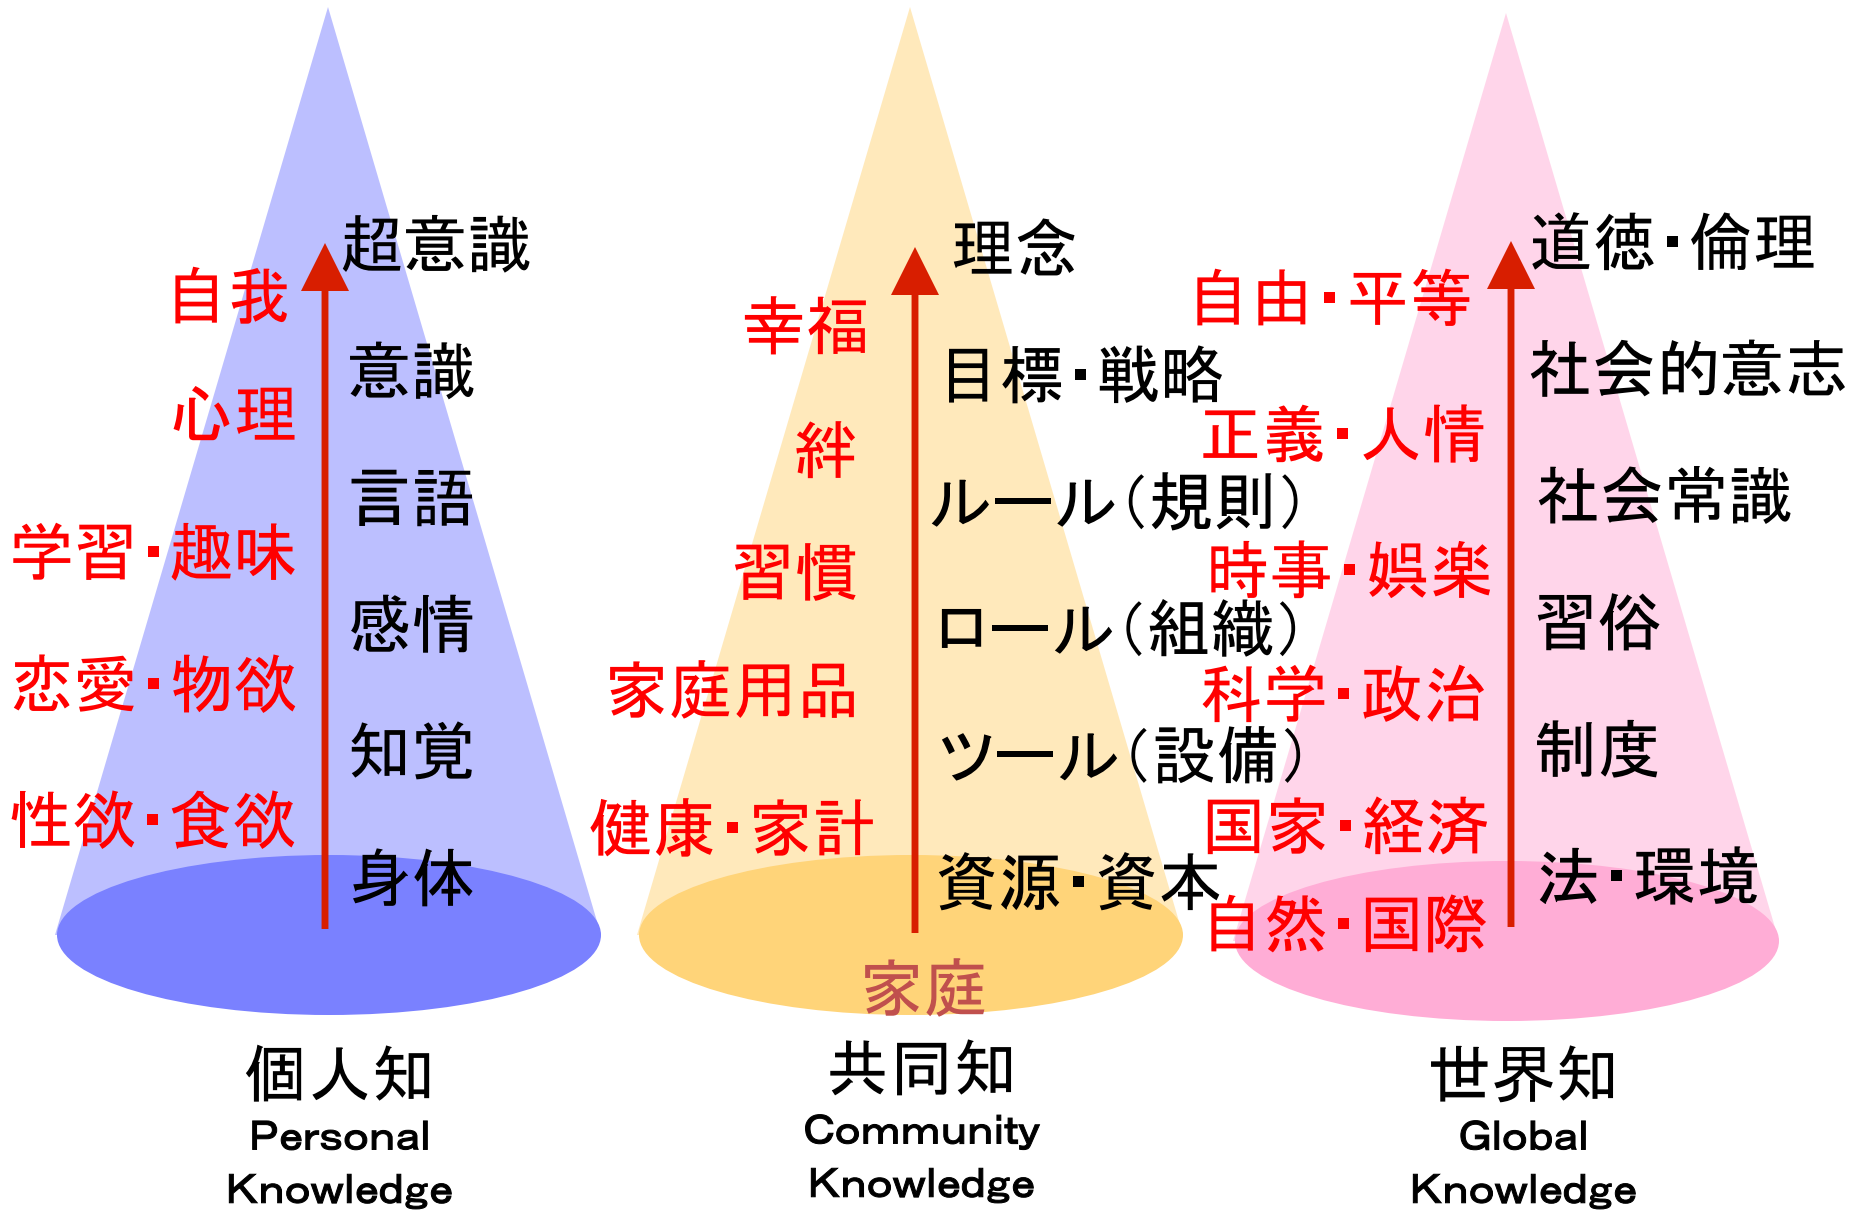 超意識
自我
意識
心理
言語
学習・趣味
感情
恋愛・物欲
知覚
性欲・食欲
身体
個人知
Personal
Knowledge
理念
幸福
目標・戦略
絆
ルール（規則）
習慣
ロール（組織）
家庭用品
ツール（設備）
健康・家計
資源・資本
家庭
共同知
Community
Knowledge
道徳・倫理
自由・平等
社会的意志
正義・人情
社会常識
時事・娯楽
習俗
科学・政治
制度
国家・経済
法・環境
自然・国際
世界知
Global
Knowledge